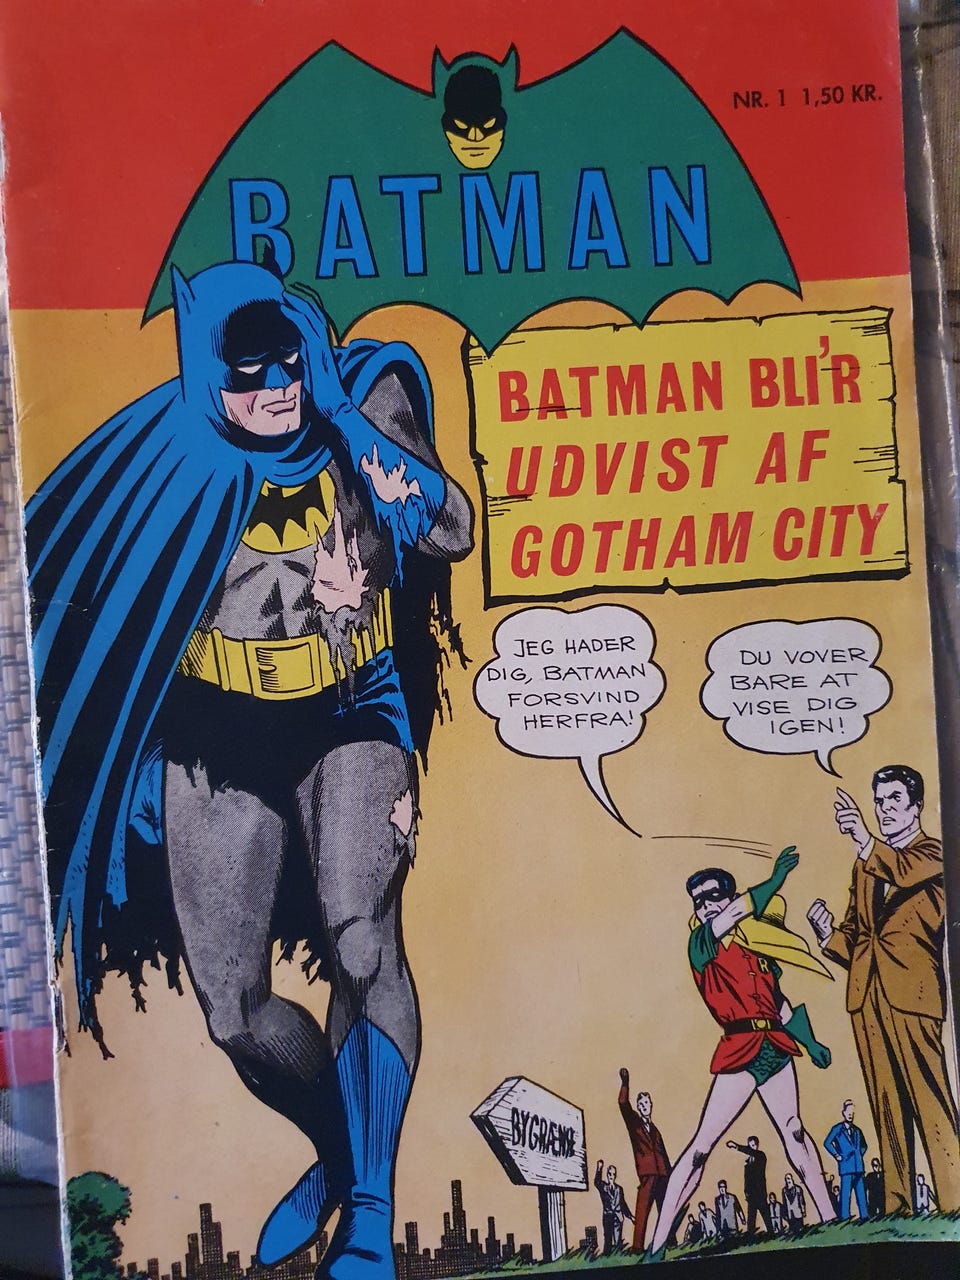 NR. 1 1,50 KR.
BATMAN
BATMAN BLI'R
UDVIST AF
GOTHAM CITY
JEG HADER
DIG, BATMAN
FORSVIND
HERFRA!
DU VOVER
BARE AT
VISE DIG
IGEN!
R
BYGRÆNSE